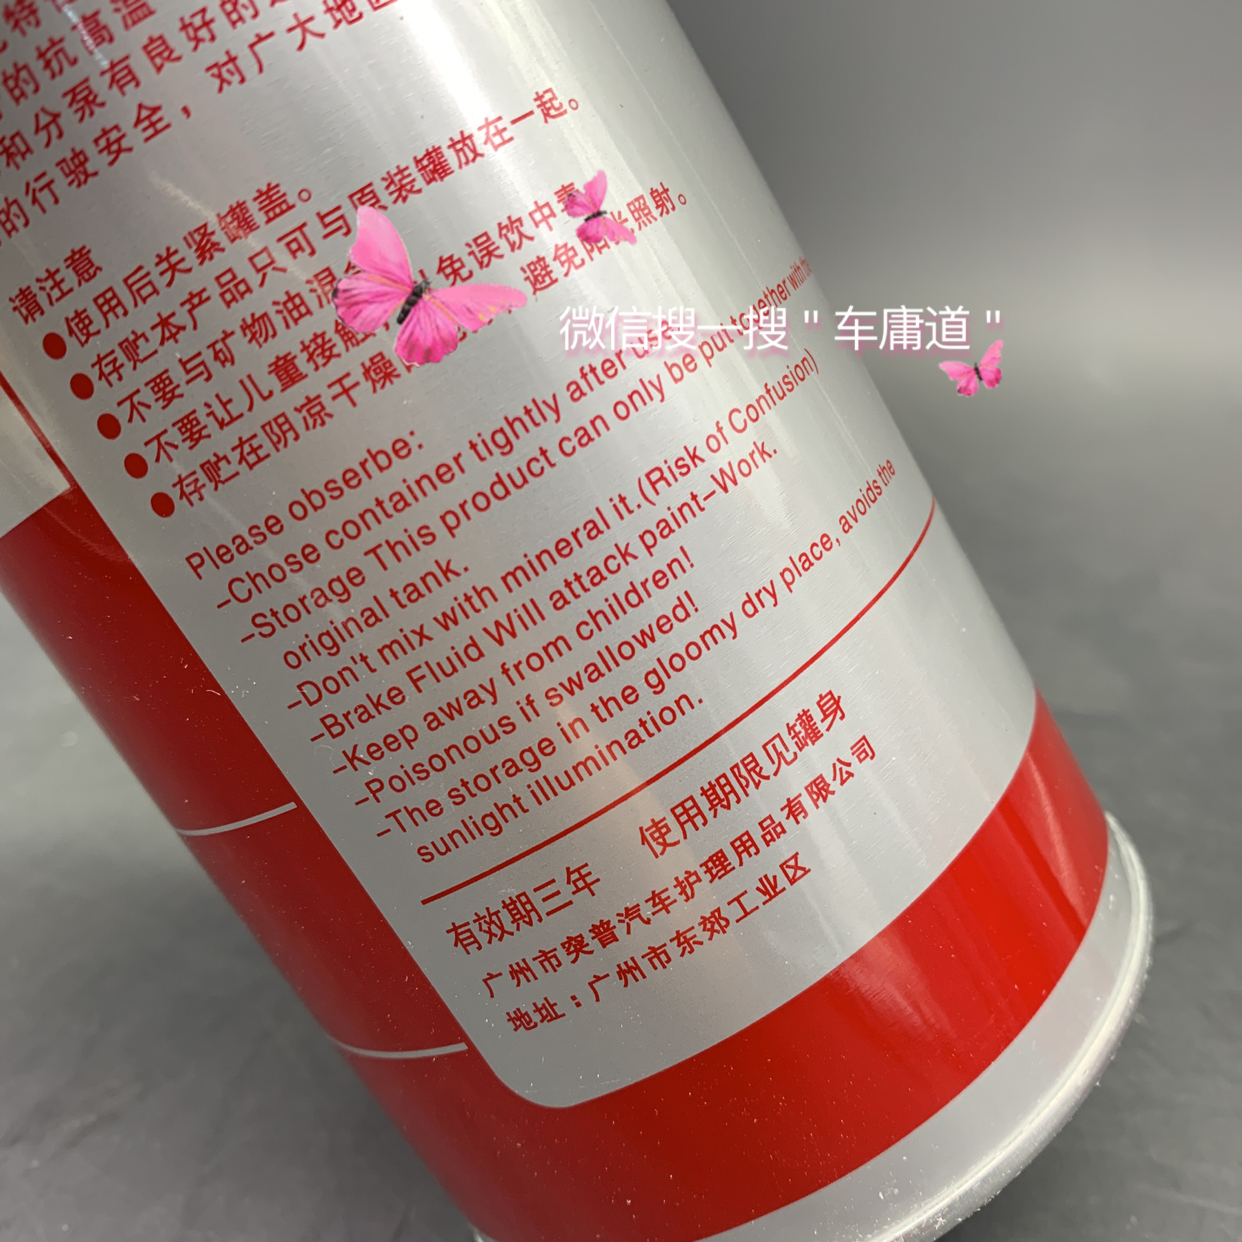 的抗高温
和分泵有良好的
的行驶安全，对广大地区
请注意
●使用后关紧罐盖。
●存贮本产品只可与原装罐放在一起。
●不要与矿物油混
●不要让儿童接触 免误饮中毒
●存贮在阴凉干燥 避免阳光照射。
微信搜一搜 " 车庸道 "
Please obserbe:
-Chose container tightly after use
-Storage This product can only be put together with
original tank.
-Don't mix with mineral it.(Risk of Confusion)
-Brake Fluid Will attack paint-Work.
-Keep away from children!
-Poisonous if swallowed!
-The storage in the gloomy dry place, avoids the
sunlight illumination.
有效期三年 使用期限见罐身
广州市突普汽车护理用品有限公司
地址：广州市东郊工业区